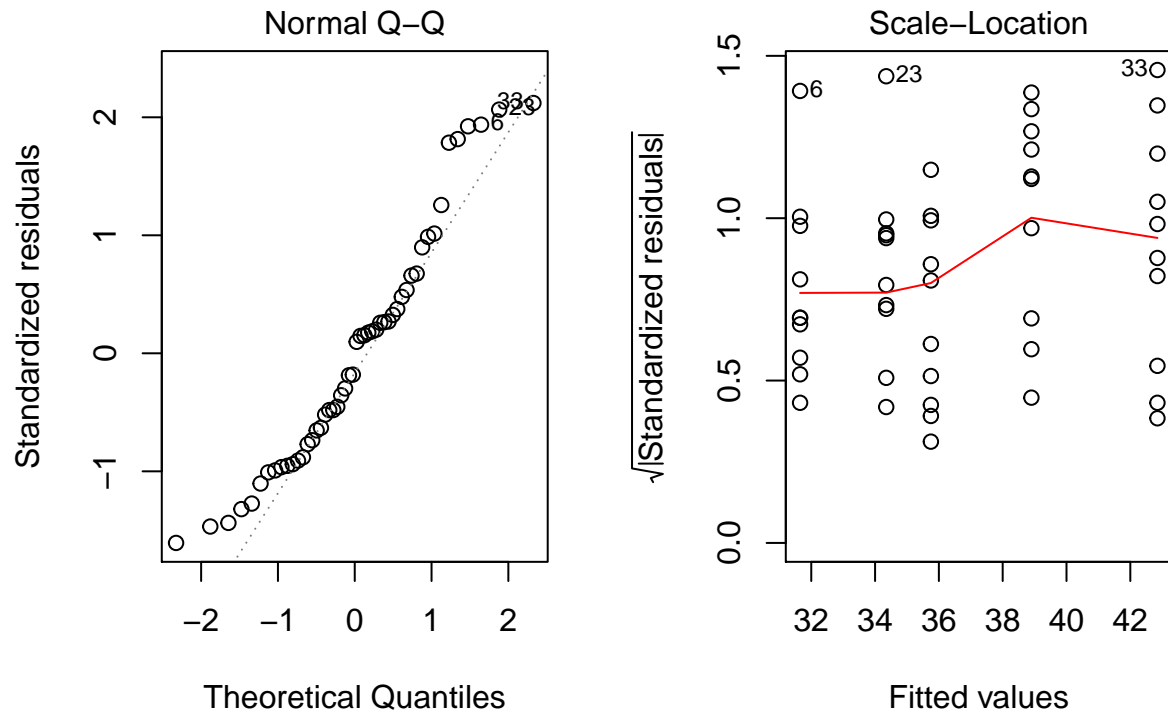 Normal Q−Q
Standardized residuals
2
1
0
−1
33
23
6
−2 −1 0 1 2
Theoretical Quantiles
Scale−Location
√|Standardized residuals|
1.5
1.0
0.5
0.0
6
23
33
32 34 36 38 40 42
Fitted values